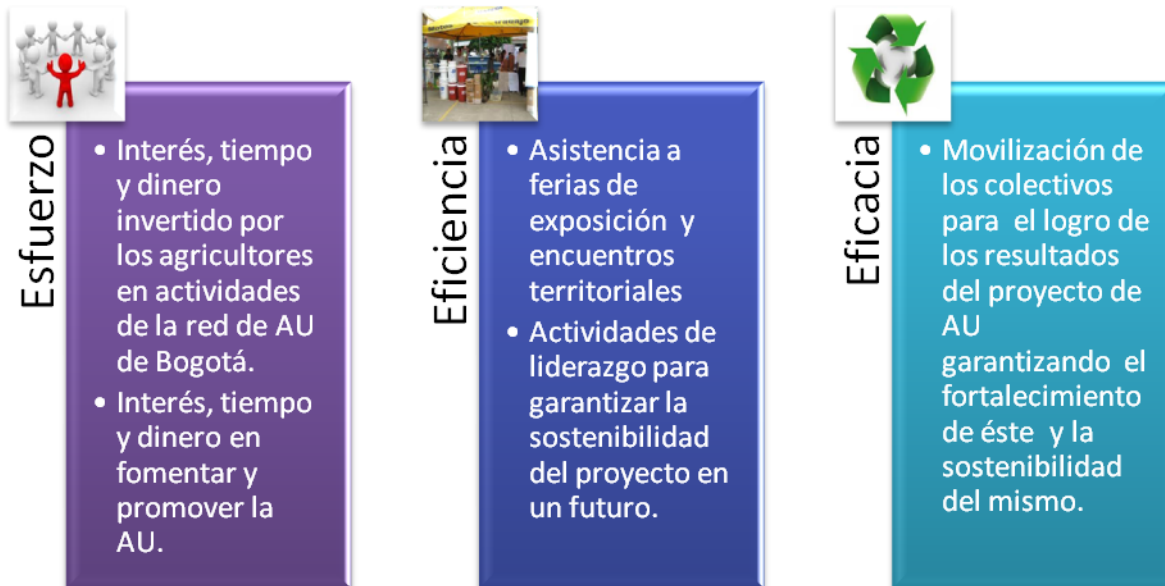 Esfuerzo
• Interés, tiempo
y dinero
invertido por
los agricultores
en actividades
de la red de AU
de Bogotá.
• Interés, tiempo
y dinero en
fomentar y
promover la
AU.
Eficiencia
• Asistencia a
ferias de
exposición y
encuentros
territoriales
• Actividades de
liderazgo para
garantizar la
sostenibilidad
del proyecto en
un futuro.
Eficacia
• Movilización de
los colectivos
para el logro de
los resultados
del proyecto de
AU
garantizando el
fortalecimiento
de éste y la
sostenibilidad
del mismo.